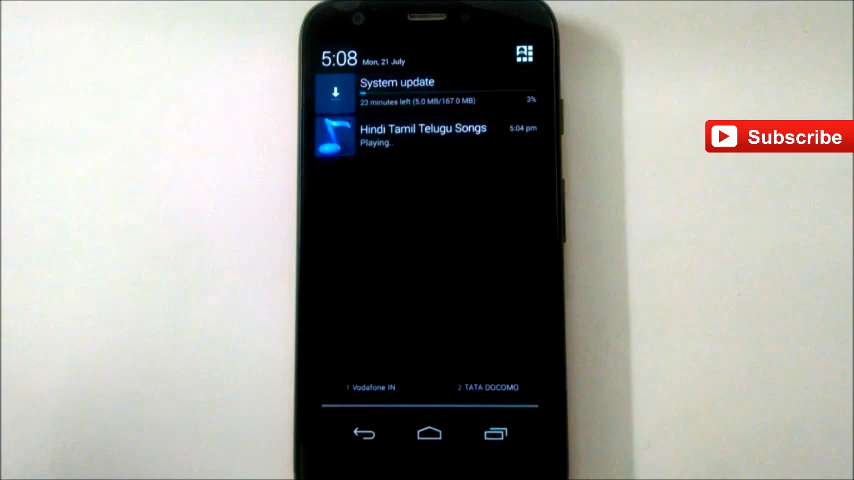 5:08 Mon, 21 July
System update
23 minutes left (5.0 MB/167.0 MB) 3%
Hindi Tamil Telugu Songs 5:04 pm
Playing..
Subscribe
1 Vodafone IN 2 TATA DOCOMO